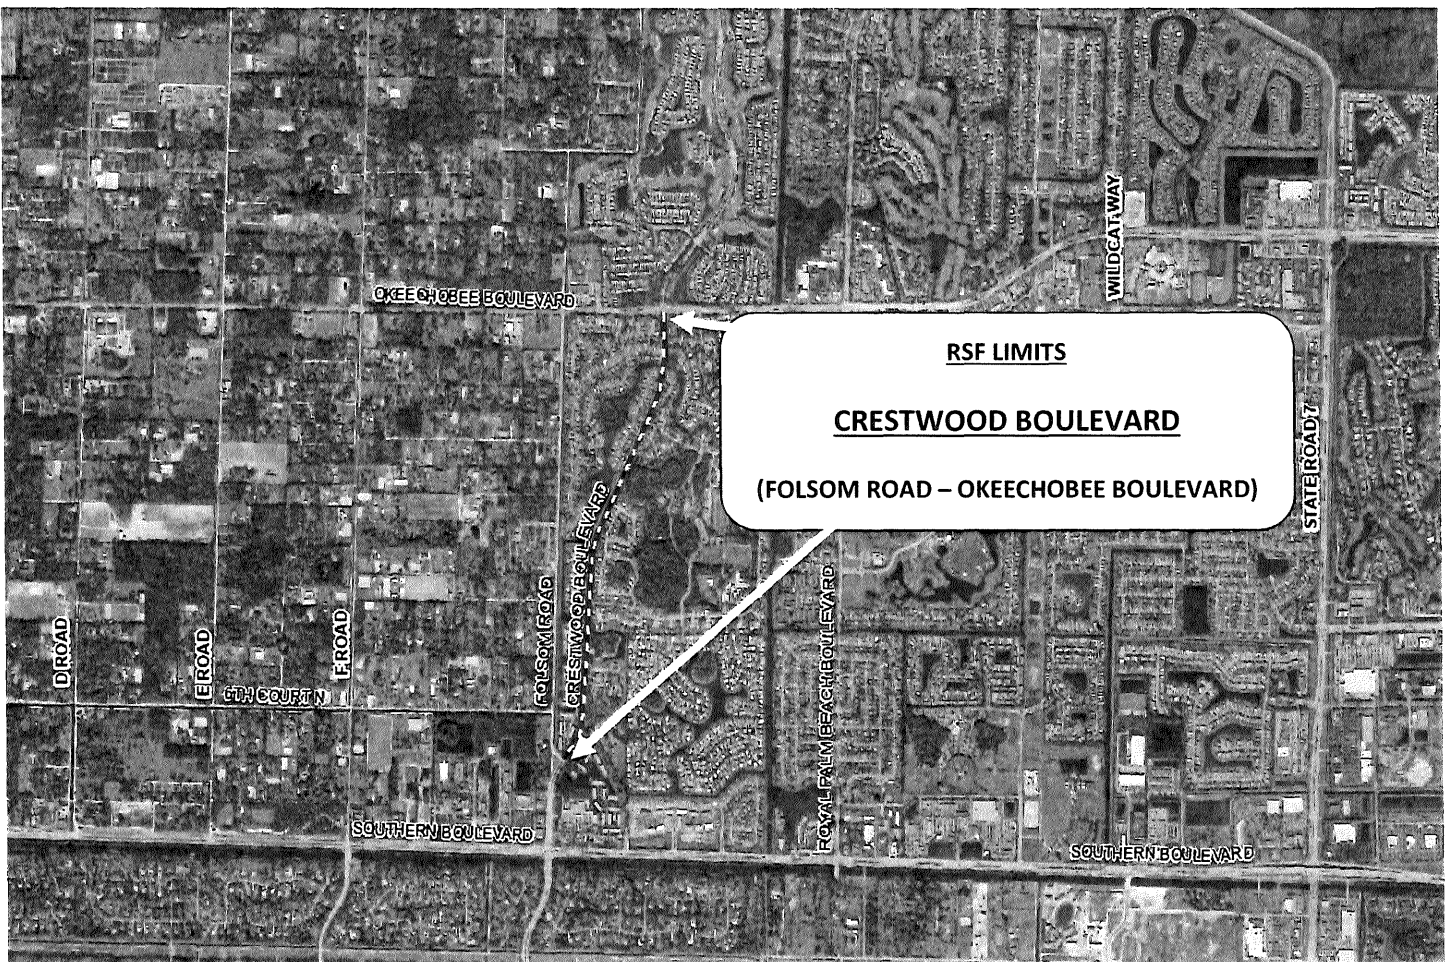 WILDCAT WAY
OKEECHOBEE BOULEVARD
RSF LIMITS
CRESTWOOD BOULEVARD
(FOLSOM ROAD – OKEECHOBEE BOULEVARD)
STATE ROAD 7
CRESTWOOD BOULEVARD
FOLSOM ROAD
ROYAL PALM BEACH BOULEVARD
D ROAD
E ROAD
F ROAD
6TH COURT N
SOUTHERN BOULEVARD
SOUTHERN BOULEVARD